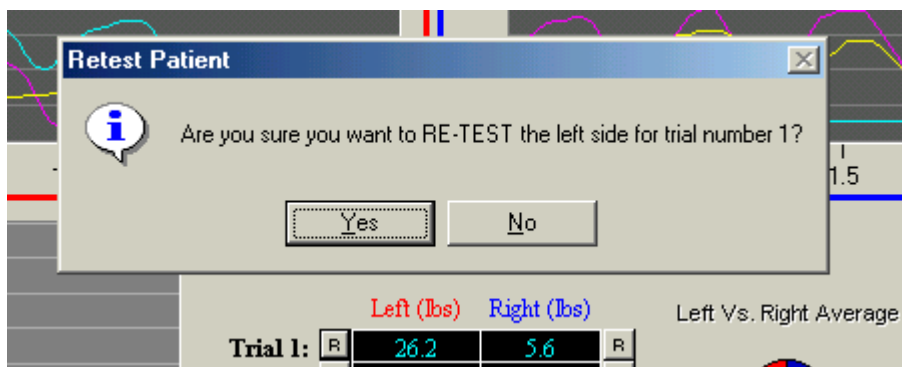 Retest Patient
Are you sure you want to RE-TEST the left side for trial number 1?
1.5
Yes No
Left (lbs) Right (lbs) Left Vs. Right Average
Trial 1: R 26.2 5.6 R